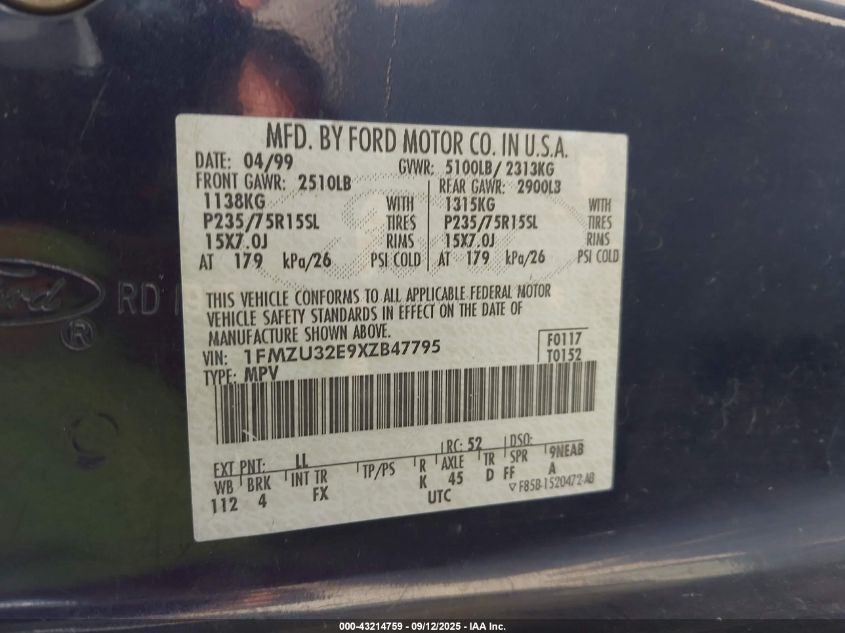 MFD. BY FORD MOTOR CO. IN U.S.A.
DATE: 04/99 GVWR: 5100LB/ 2313KG
FRONT GAWR: 2510LB REAR GAWR: 2900LB
1138KG WITH 1315KG WITH
P235/75R15SL TIRES P235/75R15SL TIRES
15X7.0J RIMS 15X7.0J RIMS
AT 179 kPa/26 PSI COLD AT 179 kPa/26 PSI COLD
THIS VEHICLE CONFORMS TO ALL APPLICABLE FEDERAL MOTOR
VEHICLE SAFETY STANDARDS IN EFFECT ON THE DATE OF
MANUFACTURE SHOWN ABOVE.
VIN: 1FMZU32E9XZB47795 F0117
TYPE: MPV T0152
EXT PNT: LL RC: 52 DSO: 9NEAB
WB BRK INT TR TP/PS R AXLE TR SPR A
112 4 FX K 45 D FF
UTC ▽F85B-1520472-AB
Ford RD
®
000-43214759 - 09/12/2025 - IAA Inc.